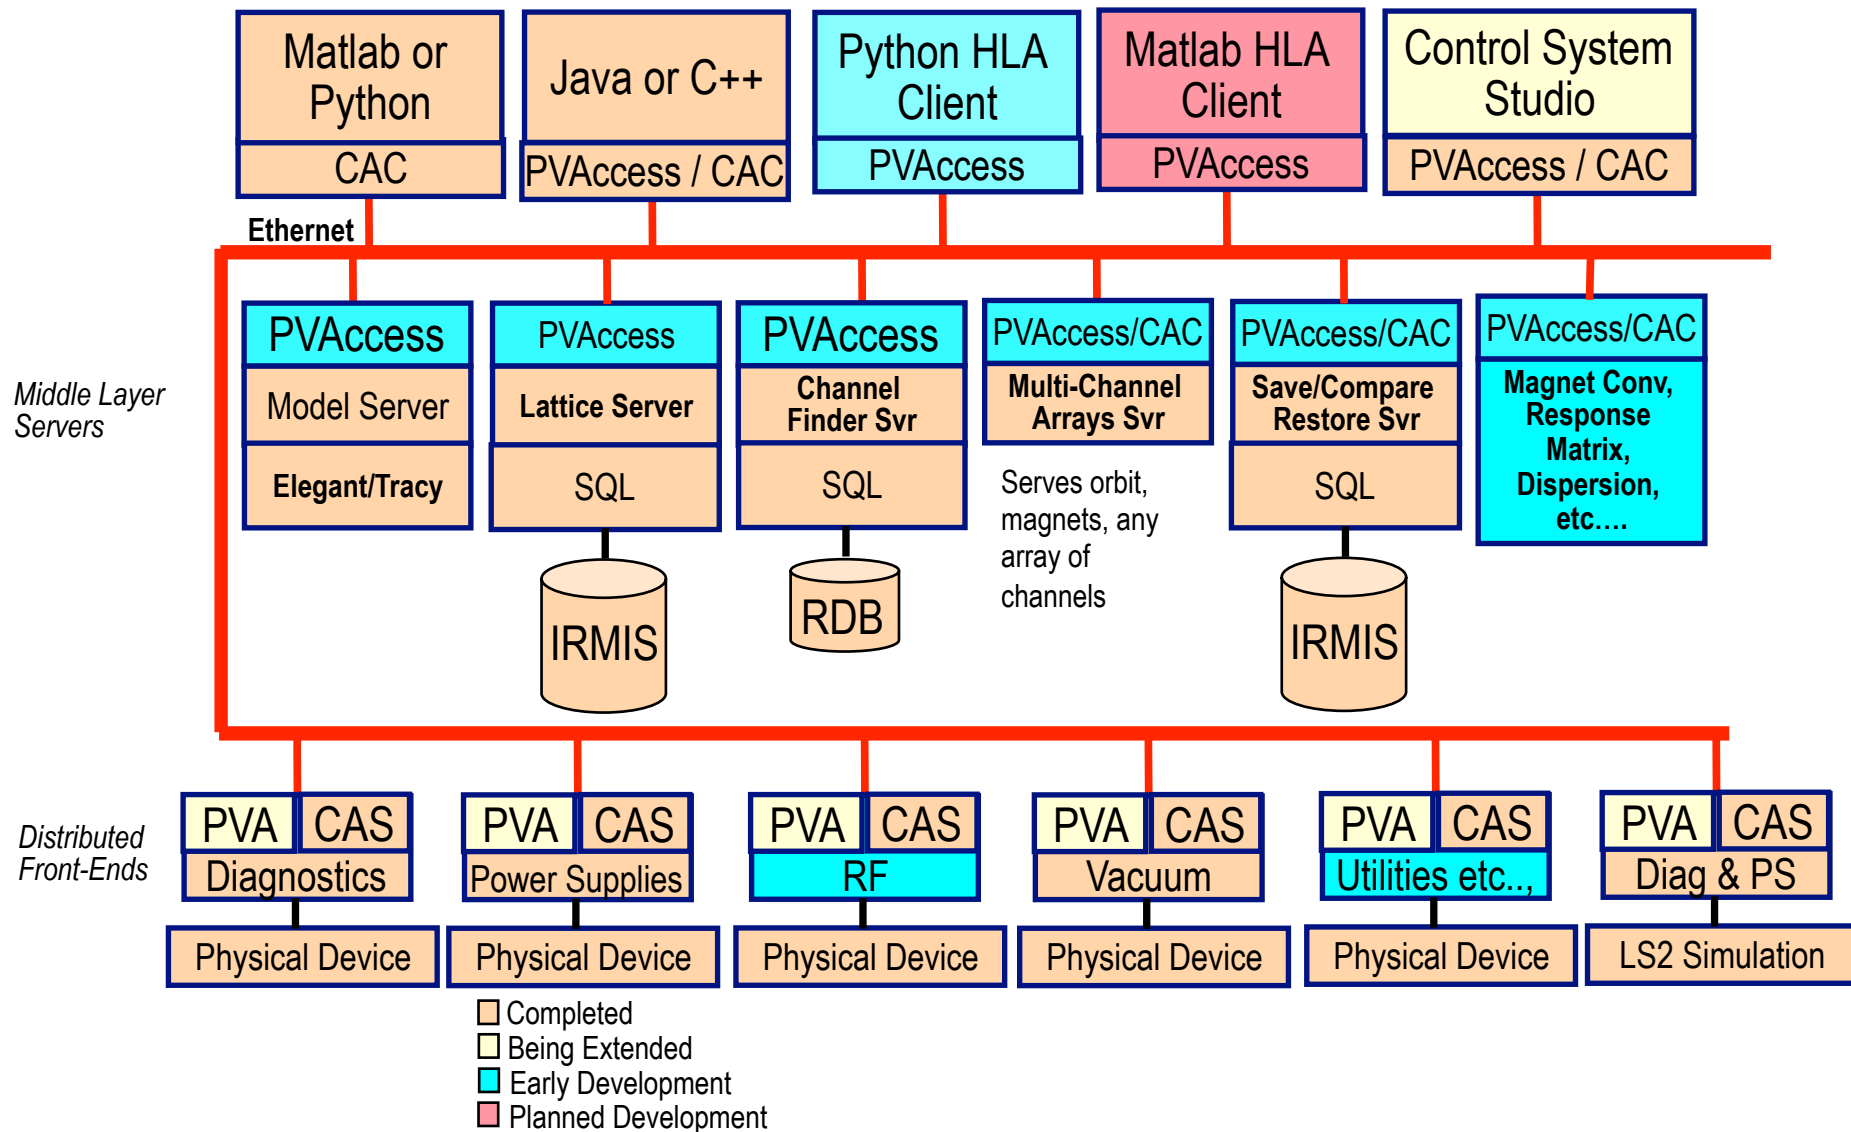 Matlab or
Python
CAC
Java or C++
PVAccess / CAC
Python HLA
Client
PVAccess
Matlab HLA
Client
PVAccess
Control System
Studio
PVAccess / CAC
Ethernet
Middle Layer
Servers
PVAccess
Model Server
Elegant/Tracy
PVAccess
Lattice Server
SQL
IRMIS
PVAccess
Channel
Finder Svr
SQL
RDB
PVAccess/CAC
Multi-Channel
Arrays Svr
Serves orbit,
magnets, any
array of
channels
PVAccess/CAC
Save/Compare
Restore Svr
SQL
IRMIS
PVAccess/CAC
Magnet Conv,
Response
Matrix,
Dispersion,
etc....
Distributed
Front-Ends
PVA CAS
Diagnostics
Physical Device
PVA CAS
Power Supplies
Physical Device
PVA CAS
RF
Physical Device
PVA CAS
Vacuum
Physical Device
PVA CAS
Utilities etc..,
Physical Device
PVA CAS
Diag & PS
LS2 Simulation
Completed
Being Extended
Early Development
Planned Development